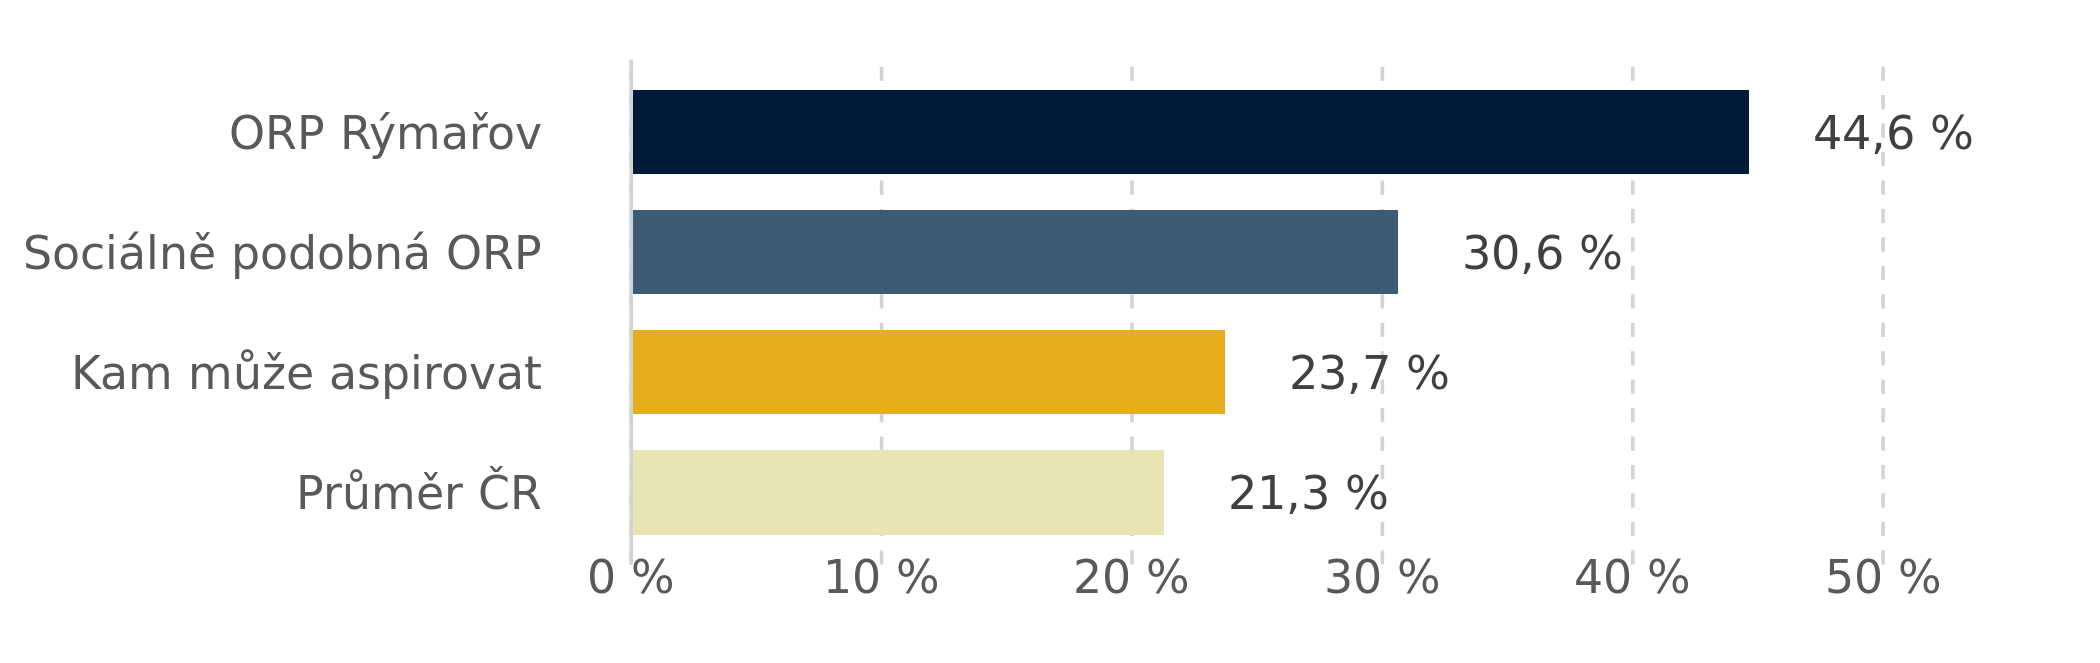 ORP Rýmařov 44,6 %
Sociálně podobná ORP 30,6 %
Kam může aspirovat 23,7 %
Průměr ČR 21,3 %
0 % 10 % 20 % 30 % 40 % 50 %